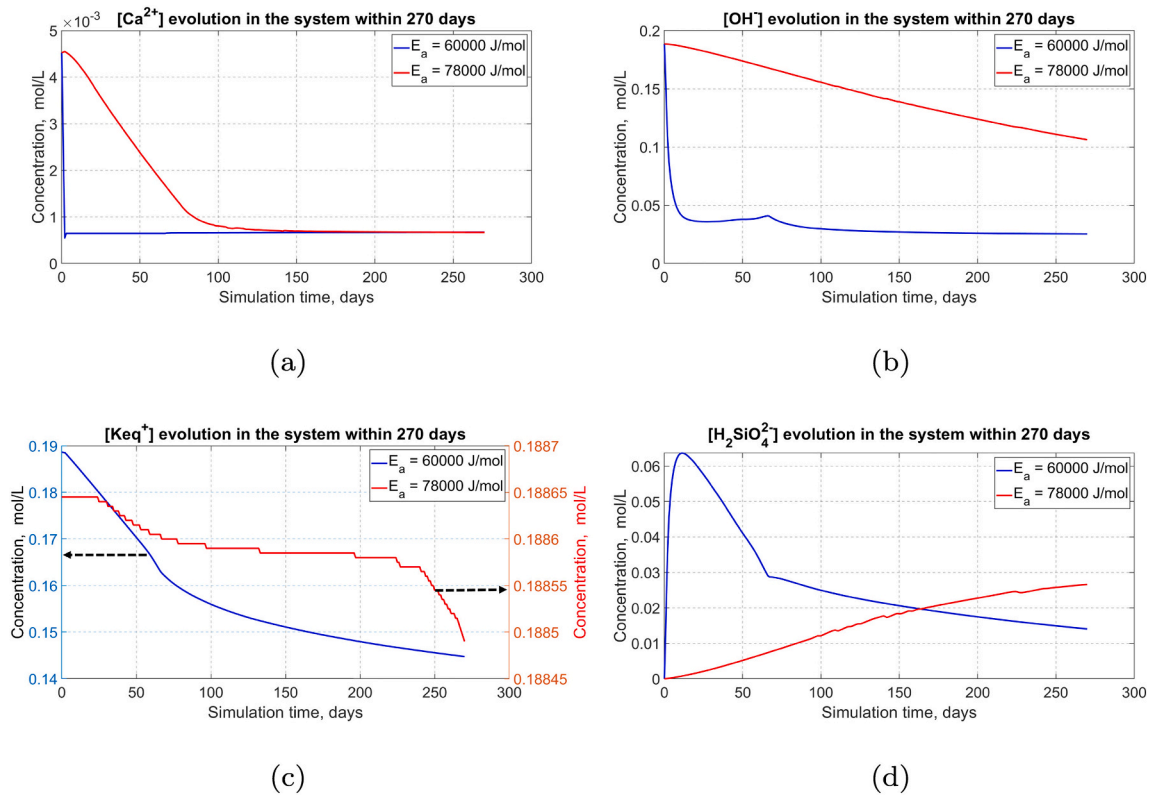 [Ca²⁺] evolution in the system within 270 days
×10⁻³
5
4
3
2
1
0
Concentration, mol/L
0 50 100 150 200 250 300
Simulation time, days
Eₐ = 60000 J/mol
Eₐ = 78000 J/mol
(a)
[OH⁻] evolution in the system within 270 days
0.2
0.15
0.1
0.05
0
Concentration, mol/L
0 50 100 150 200 250 300
Simulation time, days
Eₐ = 60000 J/mol
Eₐ = 78000 J/mol
(b)
[Keq⁺] evolution in the system within 270 days
0.19
0.18
0.17
0.16
0.15
0.14
Concentration, mol/L
0.1887
0.18865
0.1886
0.18855
0.1885
0.18845
Concentration, mol/L
0 50 100 150 200 250 300
Simulation time, days
Eₐ = 60000 J/mol
Eₐ = 78000 J/mol
(c)
[H₂SiO₄²⁻] evolution in the system within 270 days
0.06
0.05
0.04
0.03
0.02
0.01
0
Concentration, mol/L
0 50 100 150 200 250 300
Simulation time, days
Eₐ = 60000 J/mol
Eₐ = 78000 J/mol
(d)